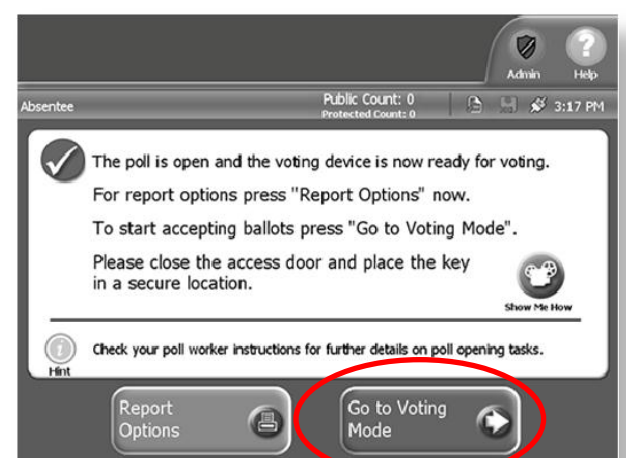 Admin
Help
Absentee
Public Count: 0
Protected Count: 0
3:17 PM
The poll is open and the voting device is now ready for voting.
For report options press "Report Options" now.
To start accepting ballots press "Go to Voting Mode".
Please close the access door and place the key
in a secure location.
Show Me How
Hint
Check your poll worker instructions for further details on poll opening tasks.
Report
Options
Go to Voting
Mode